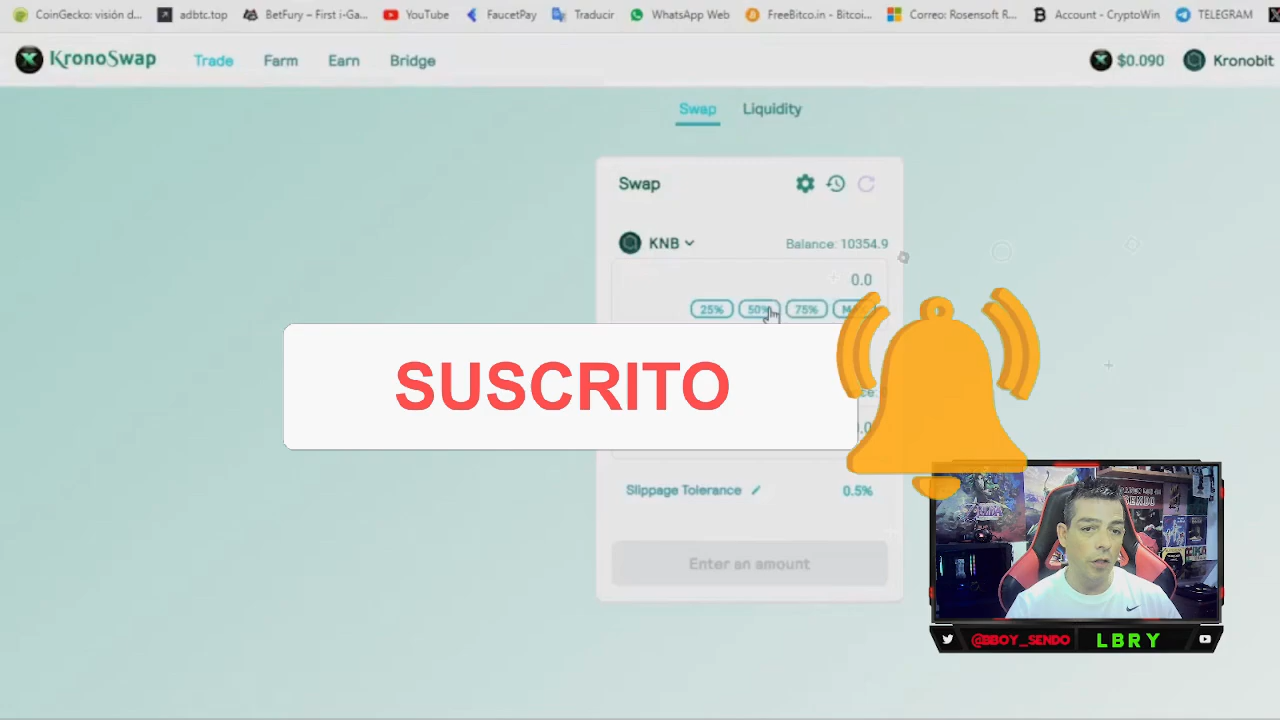 CoinGecko: visión d... adbtc.top BetFury – First i-Ga... YouTube FaucetPay Traducir WhatsApp Web FreeBitco.in - Bitcoi... Correo: Rosensoft R... Account - CryptoWin TELEGRAM
KronoSwap Trade Farm Earn Bridge $0.090 Kronobit
Swap Liquidity
Swap
KNB Balance: 10354.9
0.0
25% 50% 75%
SUSCRITO
Slippage Tolerance 0.5%
Enter an amount
@BBOY_SENDO LBRY